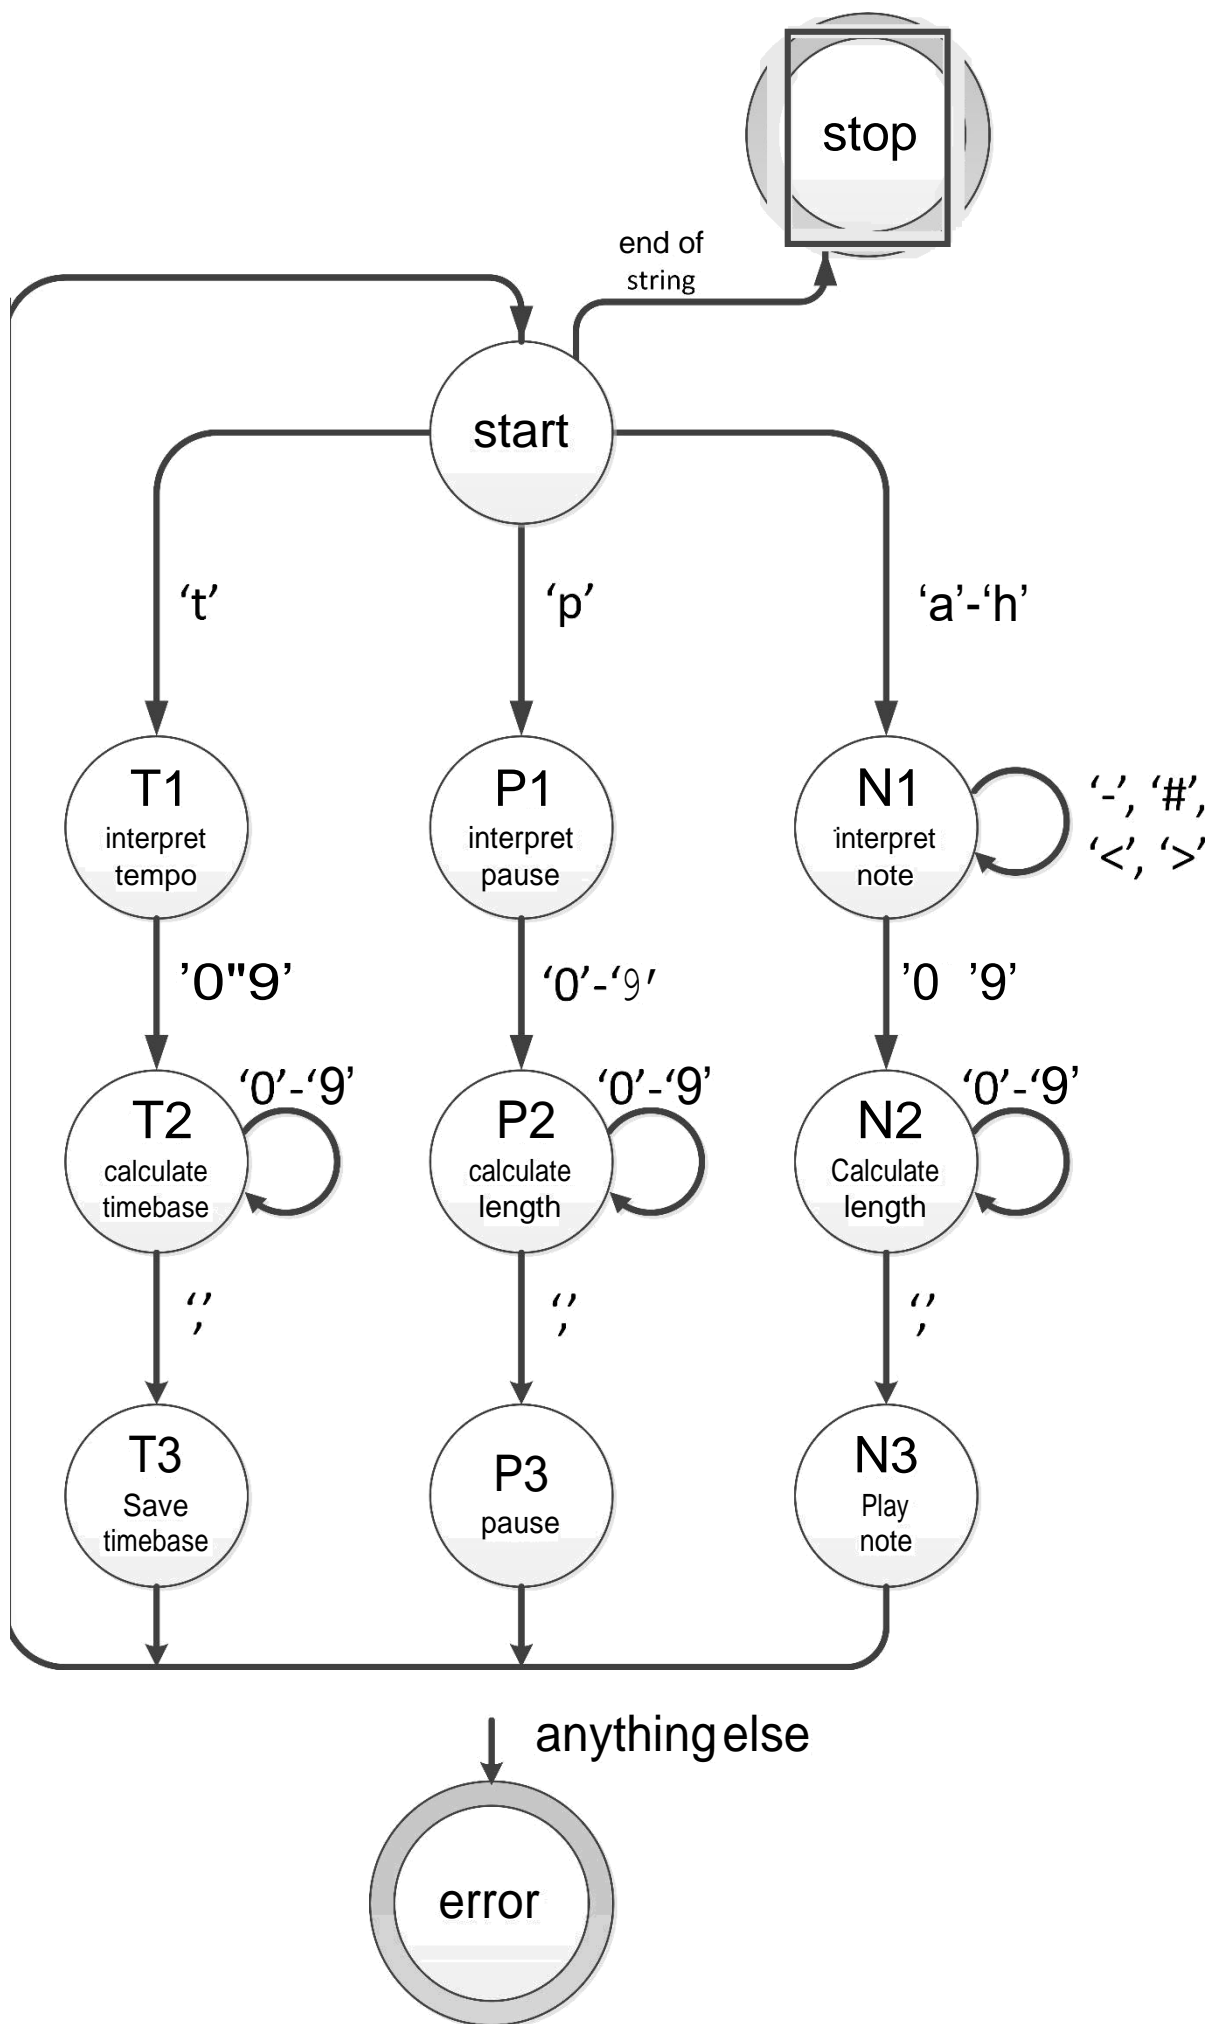 stop
end of
string
start
‘t’
‘p’
‘a’-‘h’
T1
interpret
tempo
P1
interpret
pause
N1
interpret
note
‘-’, ‘#’,
‘<’, ‘>’
’0"9’
‘0’-‘9’
’0 ’9’
‘0’-‘9’
‘0’-‘9’
‘0’-‘9’
T2
calculate
timebase
P2
calculate
length
N2
Calculate
length
‘,’
‘,’
‘,’
T3
Save
timebase
P3
pause
N3
Play
note
anything else
error